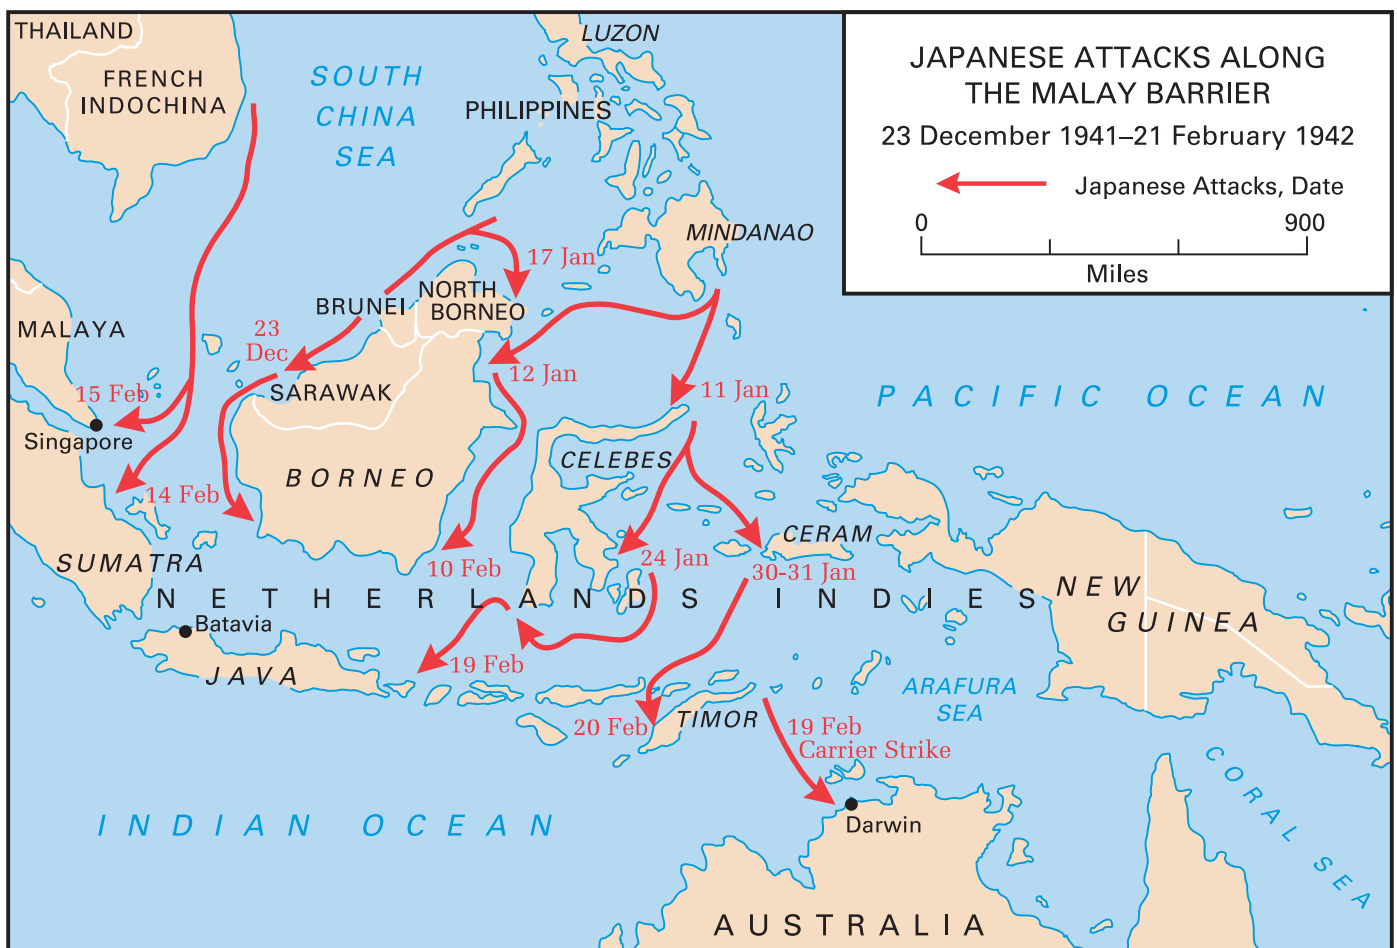 THAILAND
FRENCH
INDOCHINA
SOUTH
CHINA
SEA
LUZON
PHILIPPINES
JAPANESE ATTACKS ALONG
THE MALAY BARRIER
23 December 1941–21 February 1942
Japanese Attacks, Date
0 900
Miles
MINDANAO
17 Jan
NORTH
BORNEO
BRUNEI
MALAYA
23
Dec
SARAWAK
12 Jan
11 Jan
15 Feb
Singapore
PACIFIC OCEAN
CELEBES
BORNEO
14 Feb
CERAM
SUMATRA
10 Feb
24 Jan
30-31 Jan
NETHERLANDS INDIES
NEW
GUINEA
Batavia
JAVA
19 Feb
20 Feb
TIMOR
ARAFURA
SEA
19 Feb
Carrier Strike
CORAL SEA
INDIAN OCEAN
Darwin
AUSTRALIA